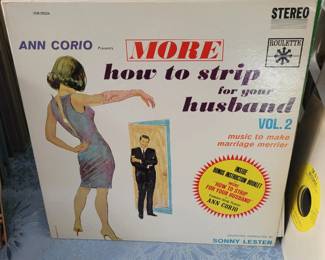 STEREO
ANN CORIO Presents
MORE
ROULETTE
how to strip
for your
husband
VOL. 2
music to make
marriage merrier
INSIDE
BONUS INSTRUCTION BOOKLET
HOW TO STRIP
FOR YOUR HUSBAND
ANN CORIO
SONNY LESTER